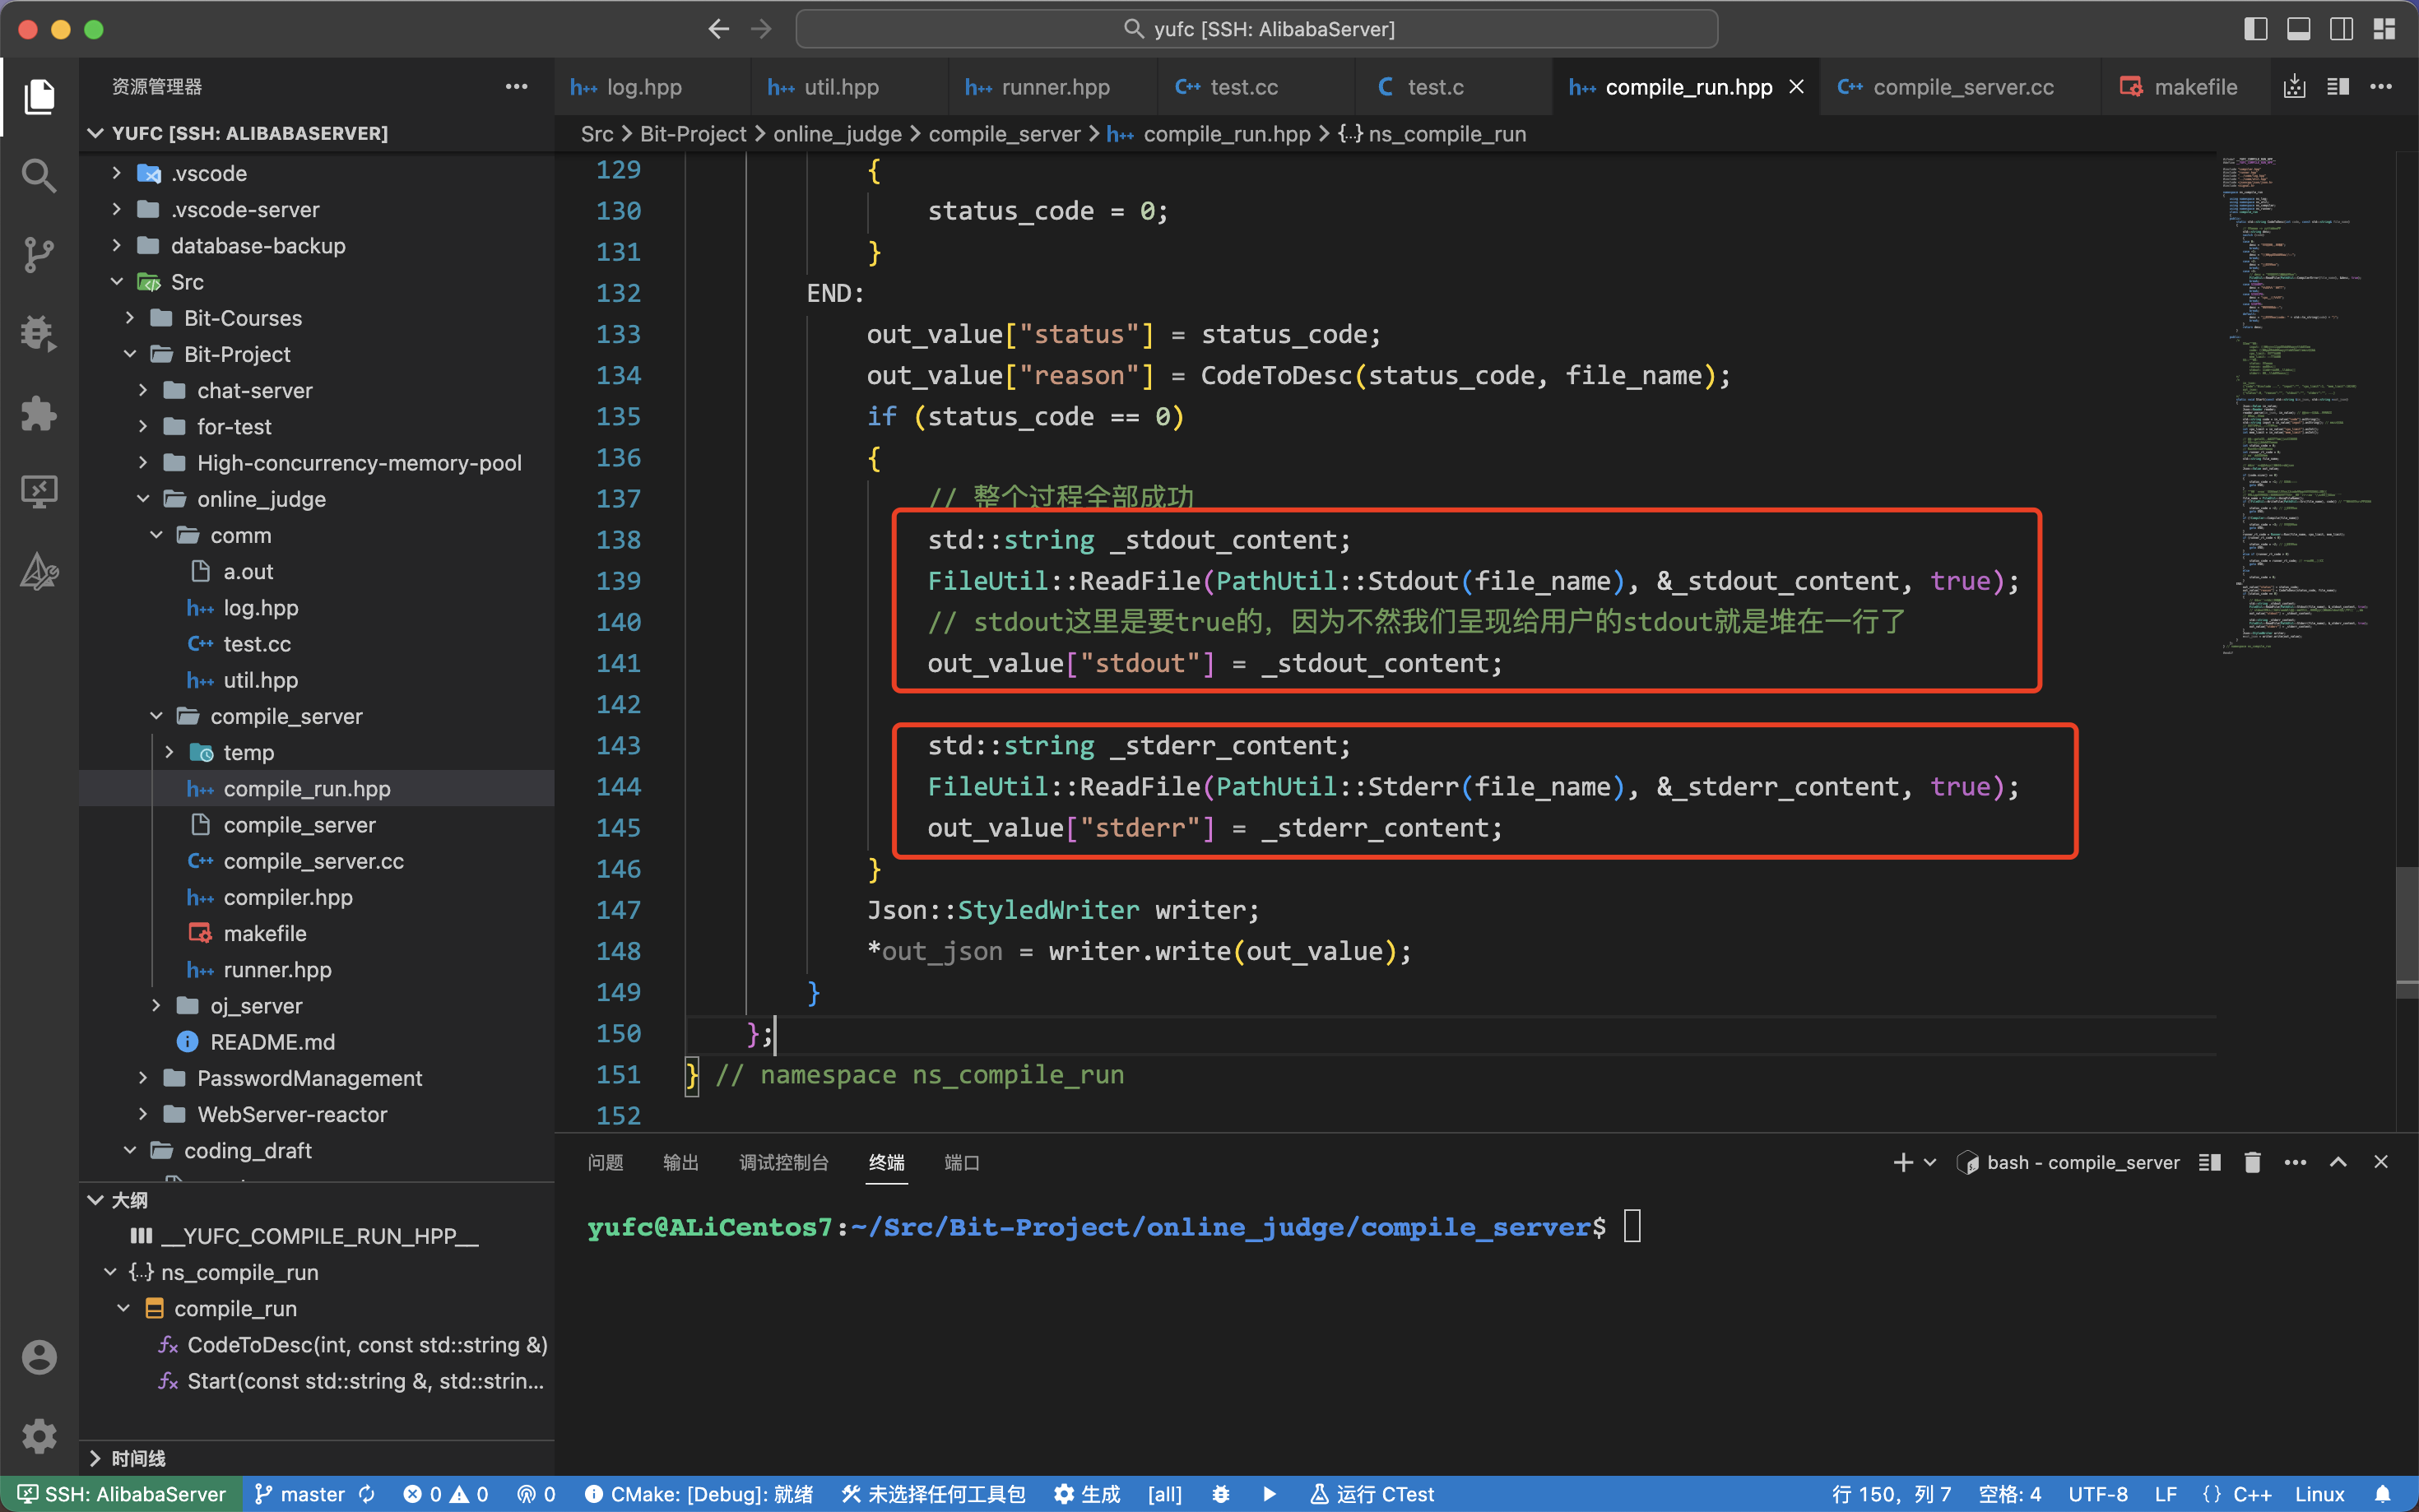 yufc [SSH: AlibabaServer]
资源管理器
log.hpp
util.hpp
runner.hpp
test.cc
test.c
compile_run.hpp
compile_server.cc
makefile
YUFC [SSH: ALIBABASERVER]
Src > Bit-Project > online_judge > compile_server > compile_run.hpp > {...} ns_compile_run
.vscode
.vscode-server
database-backup
Src
Bit-Courses
Bit-Project
chat-server
for-test
High-concurrency-memory-pool
online_judge
comm
a.out
log.hpp
test.cc
util.hpp
compile_server
temp
compile_run.hpp
compile_server
compile_server.cc
compiler.hpp
makefile
runner.hpp
oj_server
README.md
PasswordManagement
WebServer-reactor
coding_draft
129 {
130 status_code = 0;
131 }
132 END:
133 out_value["status"] = status_code;
134 out_value["reason"] = CodeToDesc(status_code, file_name);
135 if (status_code == 0)
136 {
137 // 整个过程全部成功
138 std::string _stdout_content;
139 FileUtil::ReadFile(PathUtil::Stdout(file_name), &_stdout_content, true);
140 // stdout这里是要true的，因为不然我们呈现给用户的stdout就是堆在一行了
141 out_value["stdout"] = _stdout_content;
142
143 std::string _stderr_content;
144 FileUtil::ReadFile(PathUtil::Stderr(file_name), &_stderr_content, true);
145 out_value["stderr"] = _stderr_content;
146 }
147 Json::StyledWriter writer;
148 *out_json = writer.write(out_value);
149 }
150 };
151 } // namespace ns_compile_run
152
大纲
__YUFC_COMPILE_RUN_HPP__
{...} ns_compile_run
compile_run
CodeToDesc(int, const std::string &)
Start(const std::string &, std::strin...
时间线
问题 输出 调试控制台 终端 端口
bash - compile_server
yufc@ALiCentos7:~/Src/Bit-Project/online_judge/compile_server$
SSH: AlibabaServer master 0 0 0 CMake: [Debug]: 就绪 未选择任何工具包 生成 [all] 运行 CTest 行 150，列 7 空格: 4 UTF-8 LF {} C++ Linux